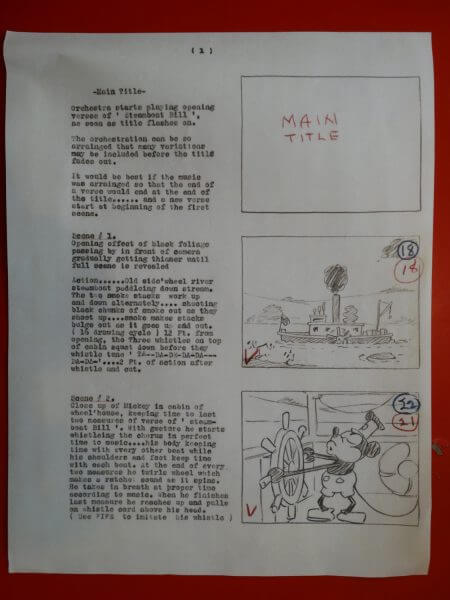 ( 1 )
-Main Title-
Orchestra starts playing opening
verses of ' Steamboat Bill ',
as soon as title flashes on.
The orchestration can be so
arrainged that many variations
may be included before the title
fades out.
It would be best if the music
was arrainged so that the end of
a verse would end at the end of
the title...... and a new verse
start at beginning of the first
scene.
MAIN
TITLE
Scene # 1.
Opening effect of black foliage
passing by in front of camera
gradually getting thinner until
full scene is revealed
Action......Old side'wheel river
steamboat paddleing down stream.
The two smoke stacks work up
and down alternately.... shooting
black chunks of smoke out as they
shoot up....smoke makes stacks
bulge out as it goes up and out.
( 16 drawing cycle ) 12 Ft. from
opening, the Three whistles on top
of cabin squat down before they
whistle tune ' TA--DA-DE-DA-DA---
DA-DA-'....2 Ft. of action after
whistle and cut.
18
18
Scene # 2.
Close up of Mickey in cabin of
wheel'house, keeping time to last
two measures of verse of ' steam-
boat Bill '. With gesture he starts
whistleing the chorus in perfect
time to music....his body keeping
time with every other beat while
his shoulders and foot keep time
with each beat. At the end of every
two measures he twirls wheel which
makes a ratchet sound as it spins.
He takes in breath at proper time
according to music. When he finishes
last measure he reaches up and pulls
on whistle cord above his head.
( Use FIFE to imitate his whistle )
22
21